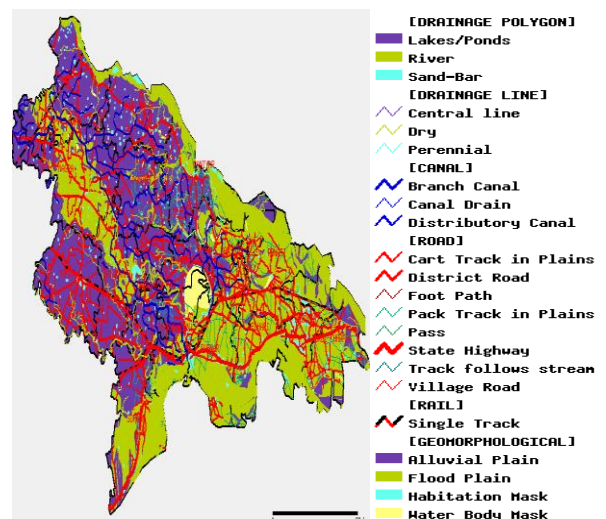 [DRAINAGE POLYGON]
Lakes/Ponds
River
Sand-Bar
[DRAINAGE LINE]
Central line
Dry
Perennial
[CANAL]
Branch Canal
Canal Drain
Distributory Canal
[ROAD]
Cart Track in Plains
District Road
Foot Path
Pack Track in Plains
Pass
State Highway
Track follows stream
Village Road
[RAIL]
Single Track
[GEOMORPHOLOGICAL]
Alluvial Plain
Flood Plain
Habitation Mask
Water Body Mask